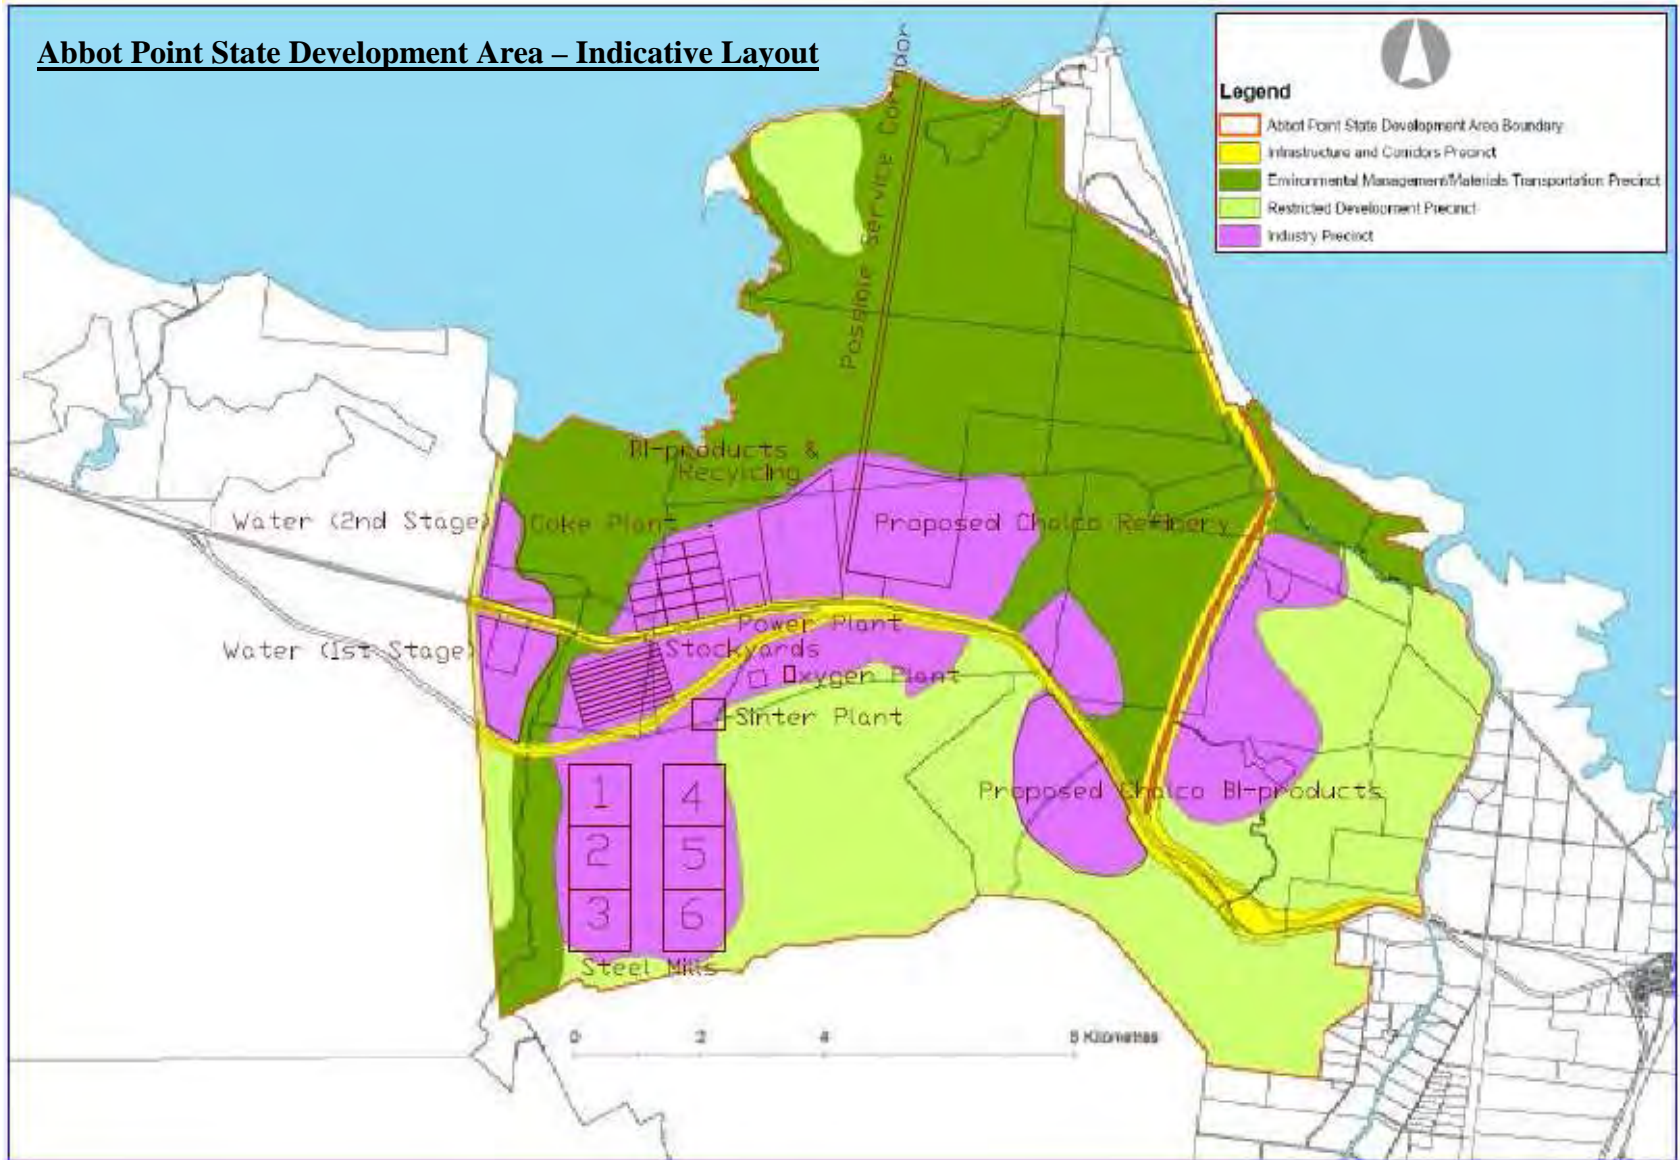 Abbot Point State Development Area – Indicative Layout
Legend
Abbot Point State Development Area Boundary
Infrastructure and Corridors Precinct
Environmental Management/Materials Transportation Precinct
Restricted Development Precinct
Industry Precinct
Possible Service Corridor
BI-products &
Recylcing
Water (2nd Stage)
Coke Plant
Proposed Chalco Refinery
Power Plant
Water (1st Stage)
Stockyards
Oxygen Plant
Sinter Plant
Proposed Chalco BI-products
1
4
2
5
3
6
Steel Mills
0
2
4
8 Kilometres